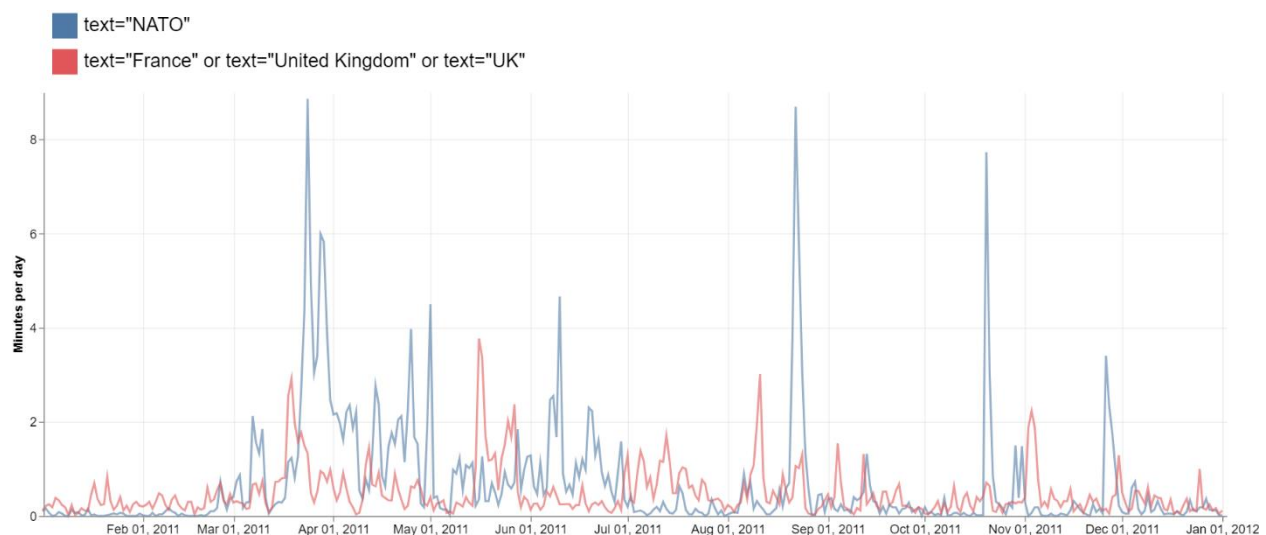 text="NATO"
text="France" or text="United Kingdom" or text="UK"
Minutes per day
8
6
4
2
0
Feb 01, 2011 Mar 01, 2011 Apr 01, 2011 May 01, 2011 Jun 01, 2011 Jul 01, 2011 Aug 01, 2011 Sep 01, 2011 Oct 01, 2011 Nov 01, 2011 Dec 01, 2011 Jan 01, 2012